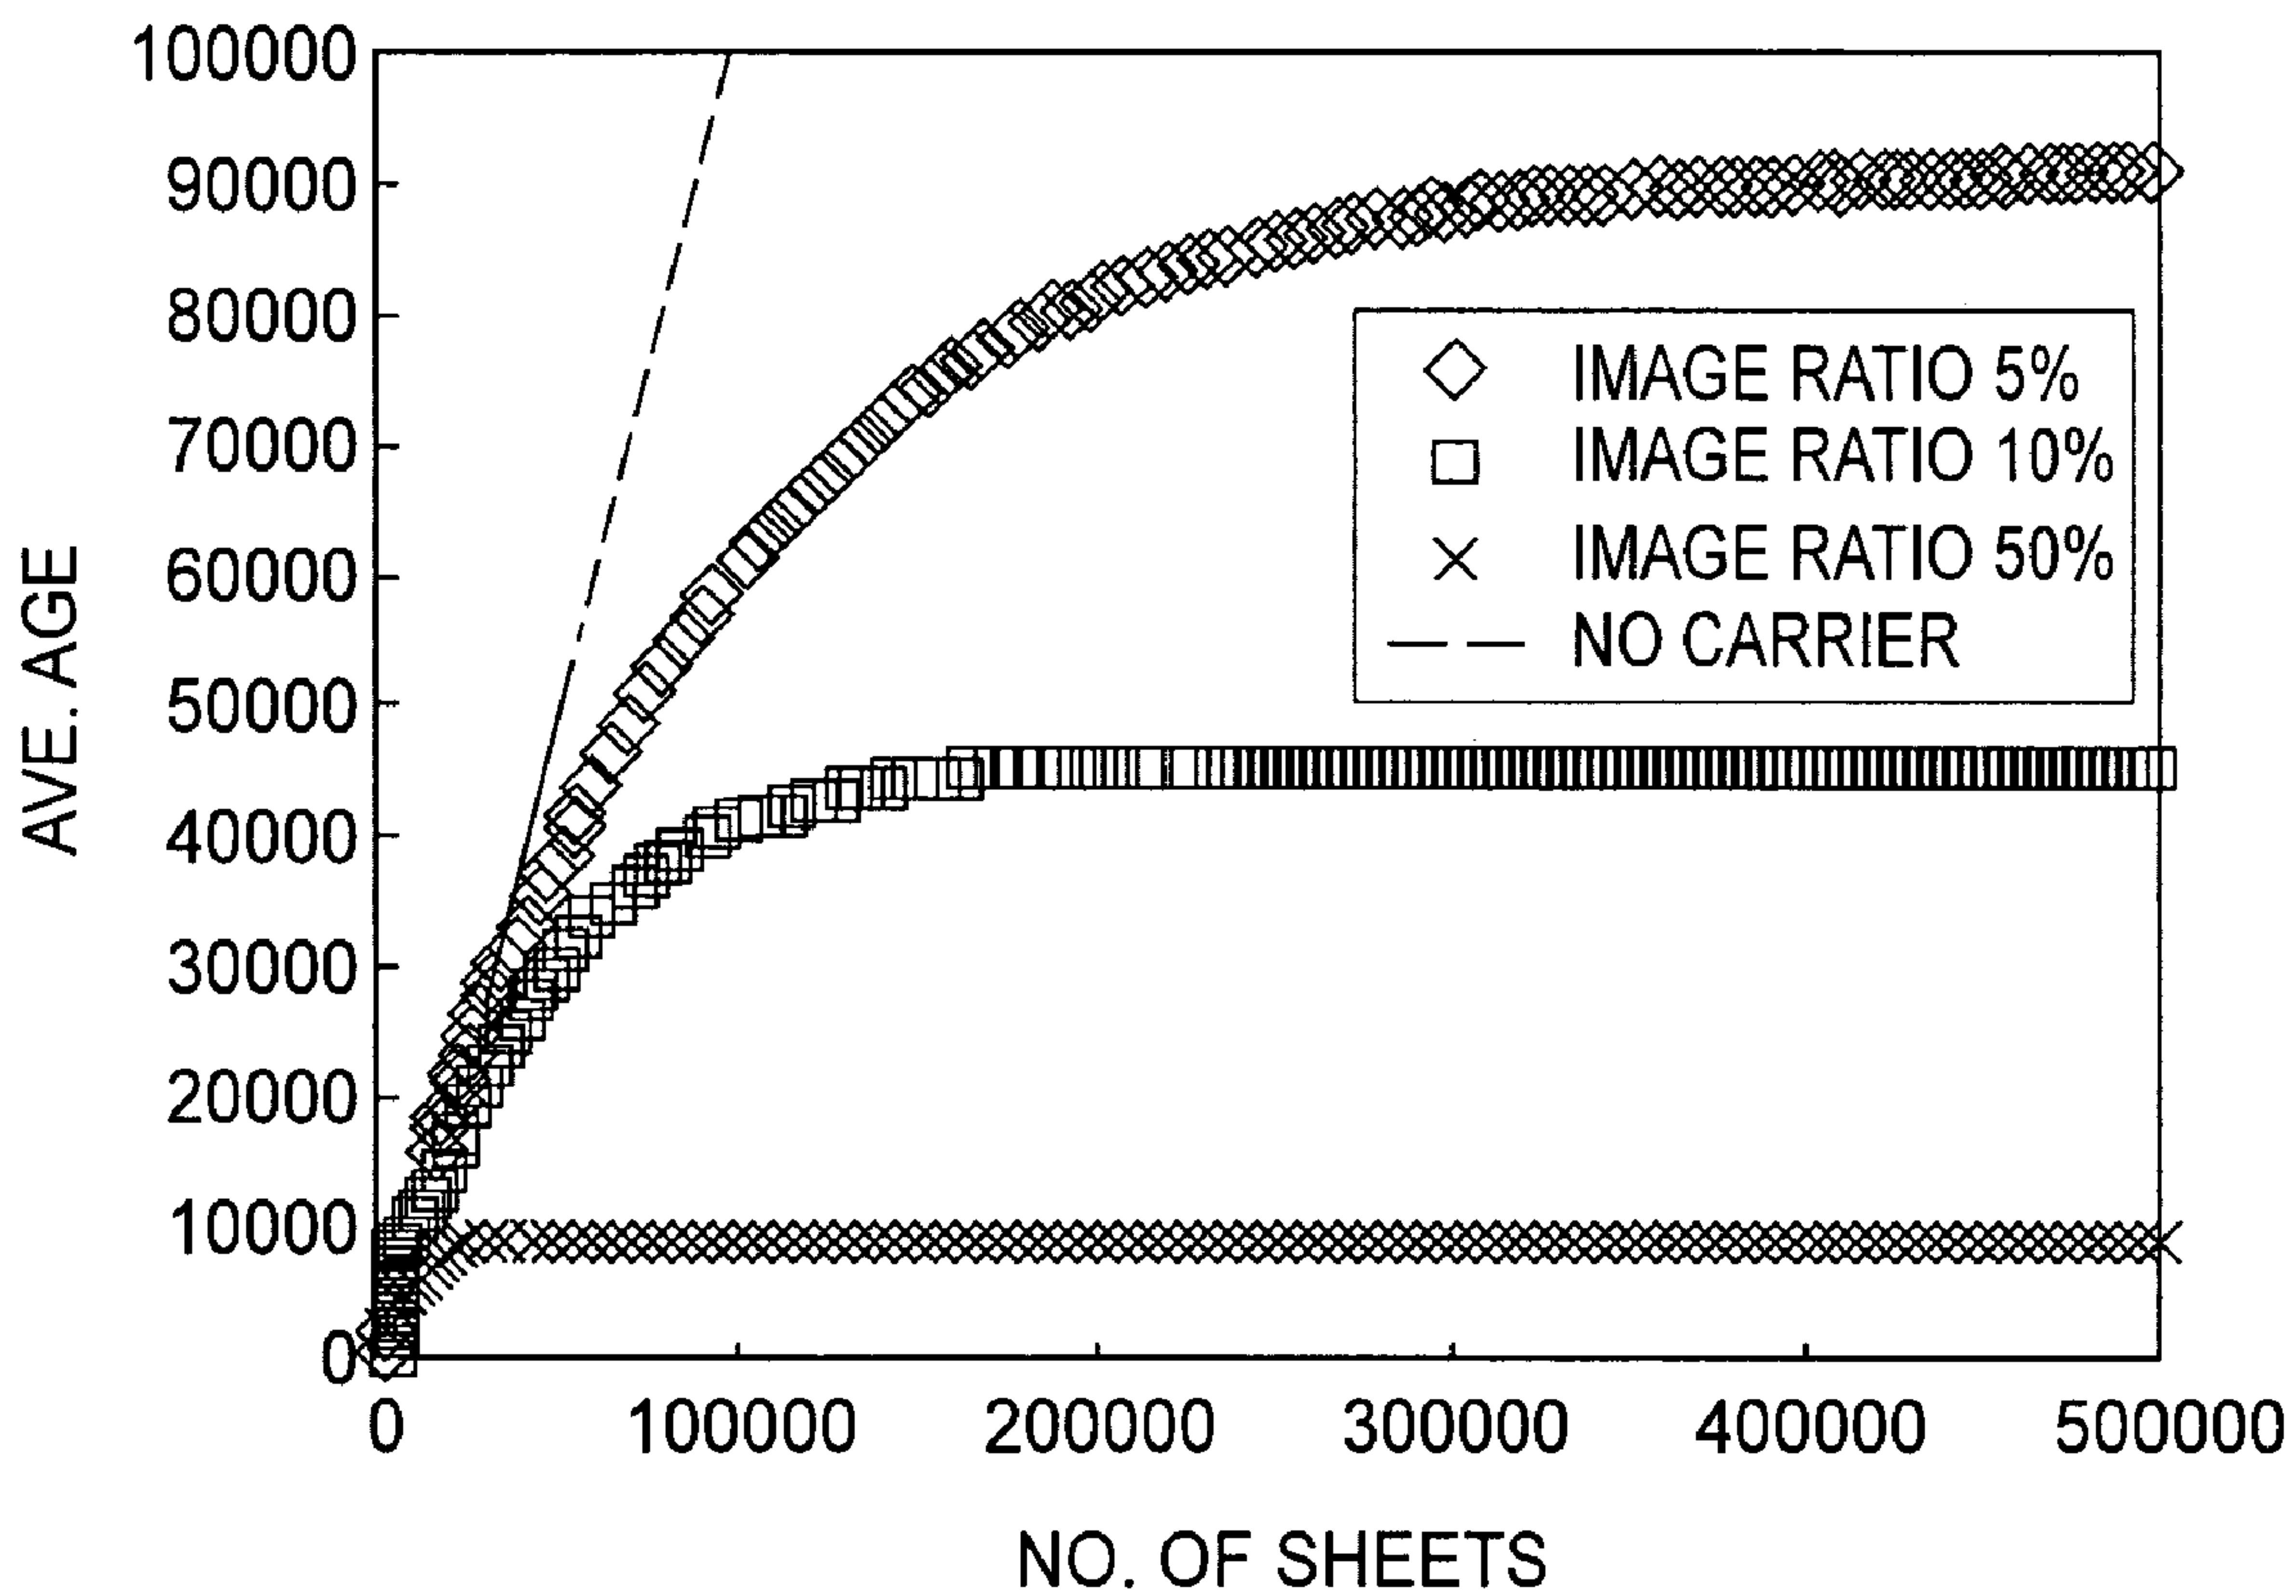 100000
90000
80000
70000
60000
50000
40000
30000
20000
10000
0
AVE. AGE
IMAGE RATIO 5%
IMAGE RATIO 10%
IMAGE RATIO 50%
NO CARRIER
0 100000 200000 300000 400000 500000
NO. OF SHEETS